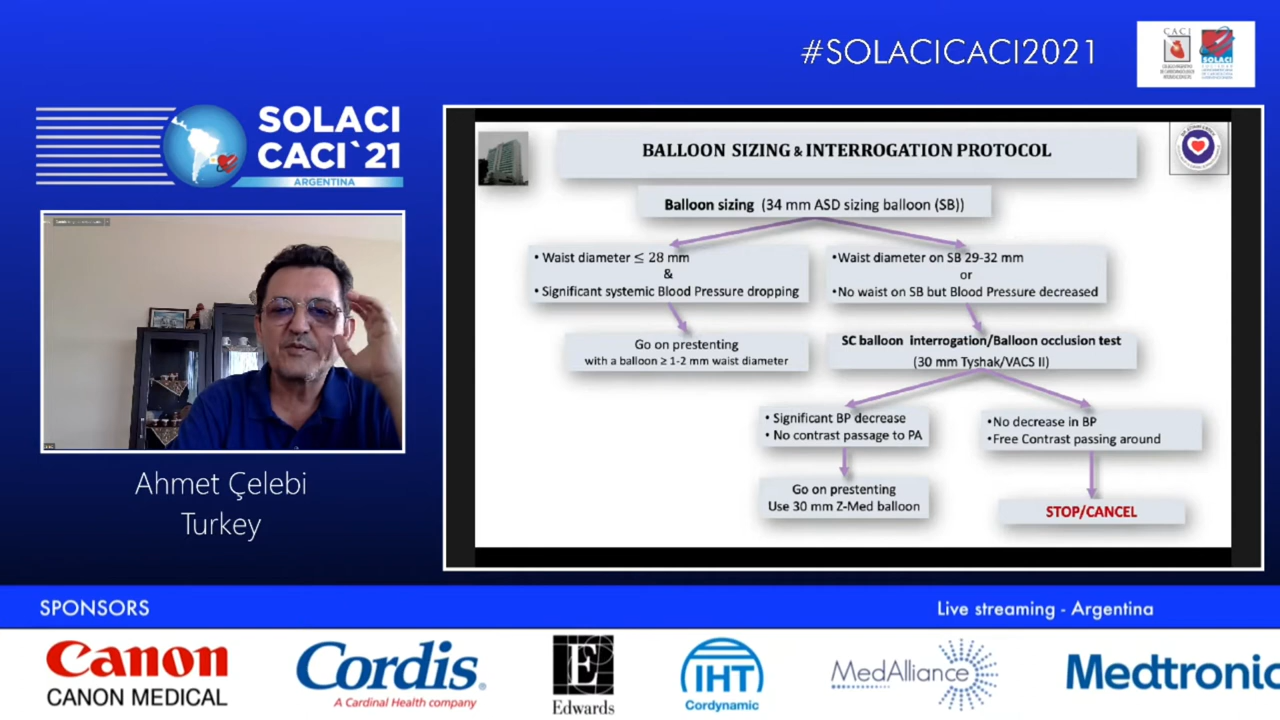 #SOLACICACI2021
CACI
SOLACI
SOLACI
CACI`21
ARGENTINA
BALLOON SIZING & INTERROGATION PROTOCOL
Balloon sizing (34 mm ASD sizing balloon (SB))
• Waist diameter ≤ 28 mm
&
• Significant systemic Blood Pressure dropping
•Waist diameter on SB 29-32 mm
or
•No waist on SB but Blood Pressure decreased
Go on prestenting
with a balloon ≥ 1-2 mm waist diameter
SC balloon interrogation/Balloon occlusion test
(30 mm Tyshak/VACS II)
• Significant BP decrease
• No contrast passage to PA
•No decrease in BP
•Free Contrast passing around
Go on prestenting
Use 30 mm Z-Med balloon
STOP/CANCEL
Ahmet Çelebi
Turkey
SPONSORS
Live streaming - Argentina
Canon
CANON MEDICAL
Cordis®
A Cardinal Health company
E
Edwards
IHT
Cordynamic
MedAlliance
Medtronic